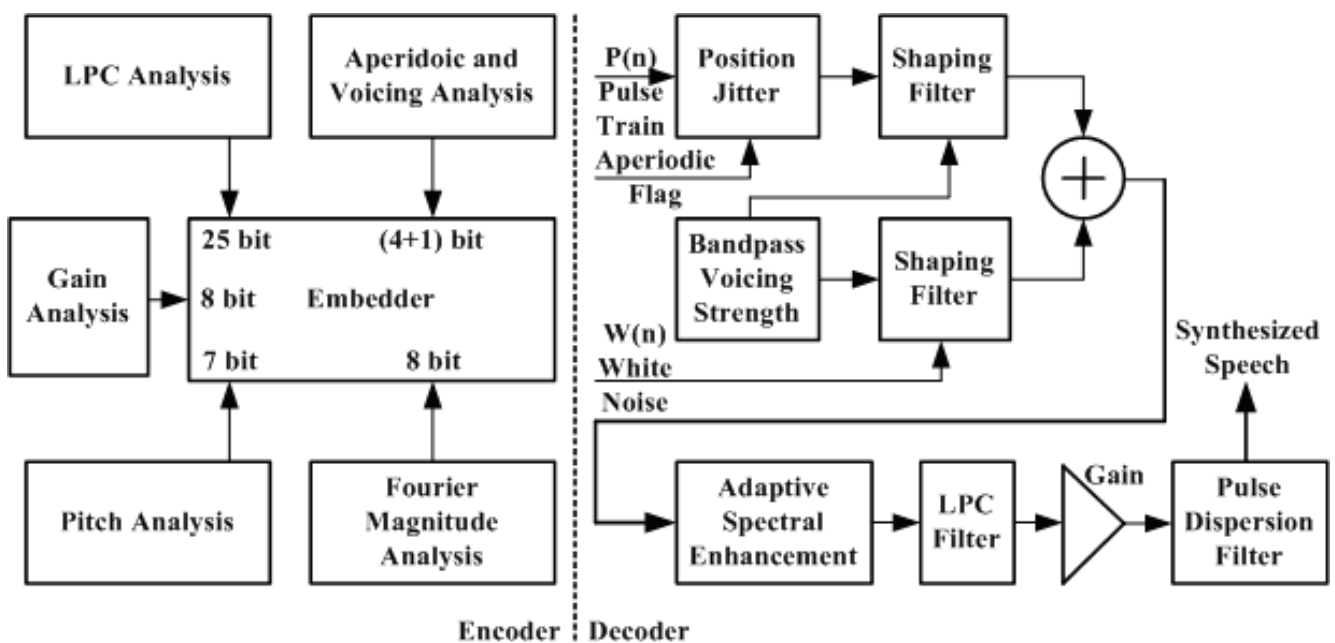 LPC Analysis
Aperidoic and
Voicing Analysis
Gain
Analysis
25 bit
(4+1) bit
8 bit
Embedder
7 bit
8 bit
Pitch Analysis
Fourier
Magnitude
Analysis
Encoder
Decoder
P(n)
Pulse
Train
Aperiodic
Flag
Position
Jitter
Shaping
Filter
+
Bandpass
Voicing
Strength
Shaping
Filter
W(n)
White
Noise
Synthesized
Speech
Adaptive
Spectral
Enhancement
LPC
Filter
Gain
Pulse
Dispersion
Filter